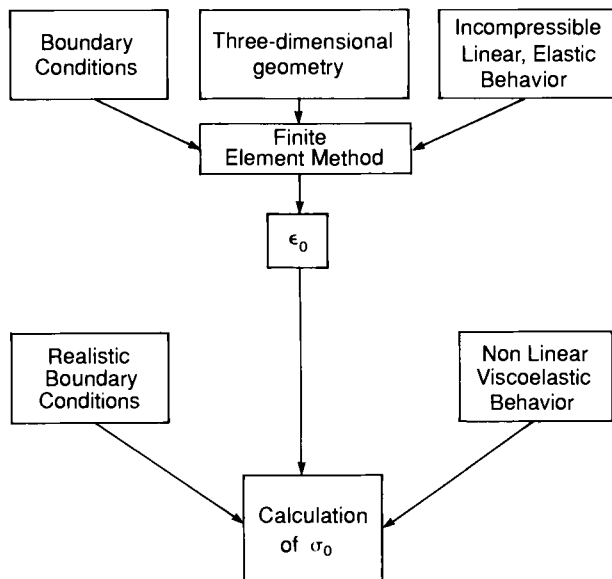 Boundary
Conditions
Three-dimensional
geometry
Incompressible
Linear, Elastic
Behavior
Finite
Element Method
ϵ₀
Realistic
Boundary
Conditions
Non Linear
Viscoelastic
Behavior
Calculation
of σ₀